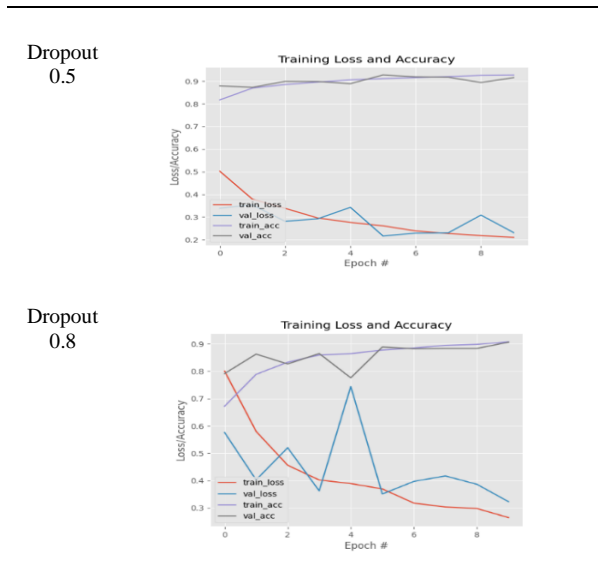 Dropout
0.5
Training Loss and Accuracy
Loss/Accuracy
0.9
0.8
0.7
0.6
0.5
0.4
0.3
0.2
train_loss
val_loss
train_acc
val_acc
0 2 4 6 8
Epoch #
Dropout
0.8
Training Loss and Accuracy
Loss/Accuracy
0.9
0.8
0.7
0.6
0.5
0.4
0.3
train_loss
val_loss
train_acc
val_acc
0 2 4 6 8
Epoch #